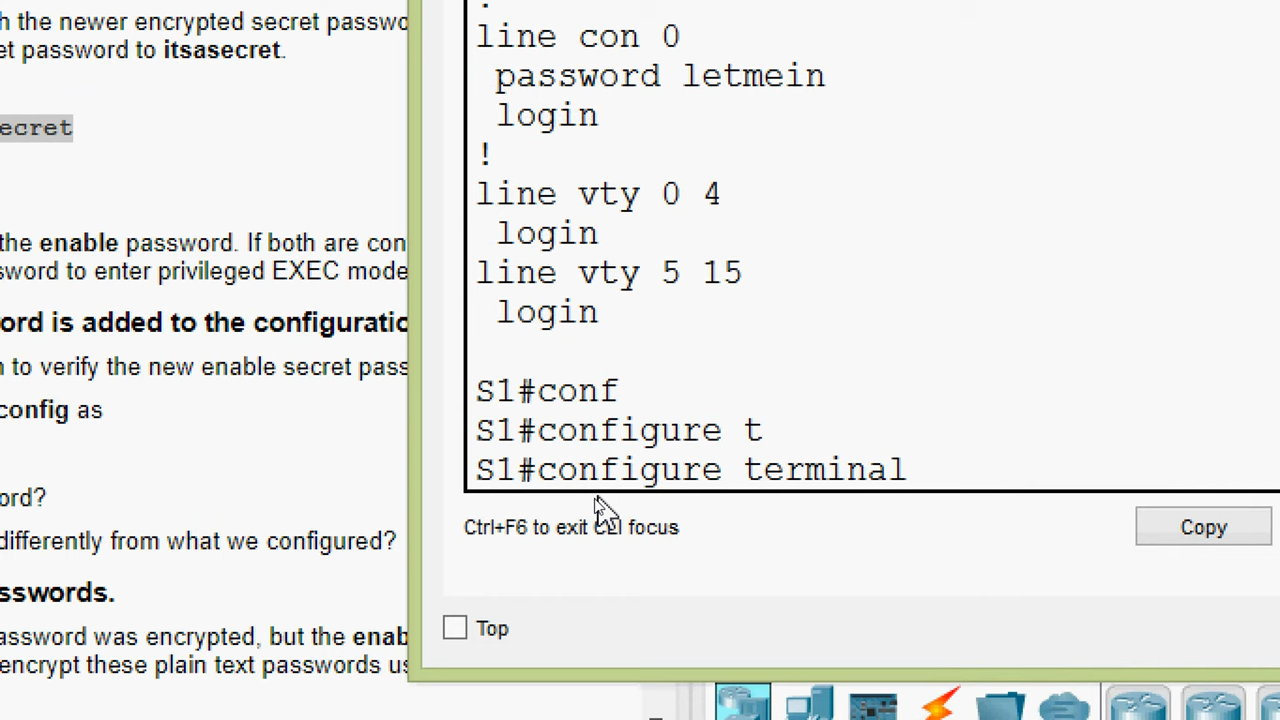 h the newer encrypted secret passwo
et password to itsasecret.
ecret
the enable password. If both are con
sword to enter privileged EXEC mode
ord is added to the configuratio
n to verify the new enable secret pass
config as
ord?
differently from what we configured?
sswords.
assword was encrypted, but the enab
encrypt these plain text passwords us
!
line con 0
password letmein
login
!
line vty 0 4
login
line vty 5 15
login
S1#conf
S1#configure t
S1#configure terminal
Ctrl+F6 to exit CLI focus
Copy
Top